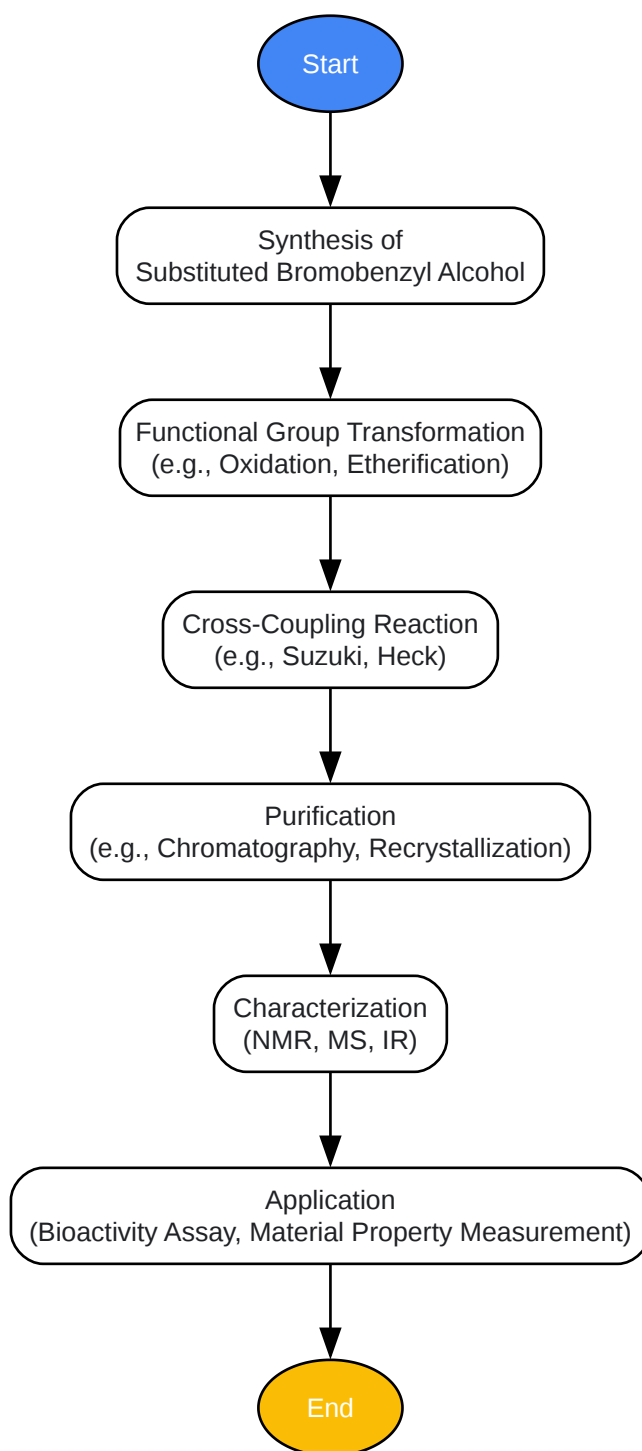 Start
Synthesis of
Substituted Bromobenzyl Alcohol
Functional Group Transformation
(e.g., Oxidation, Etherification)
Cross-Coupling Reaction
(e.g., Suzuki, Heck)
Purification
(e.g., Chromatography, Recrystallization)
Characterization
(NMR, MS, IR)
Application
(Bioactivity Assay, Material Property Measurement)
End